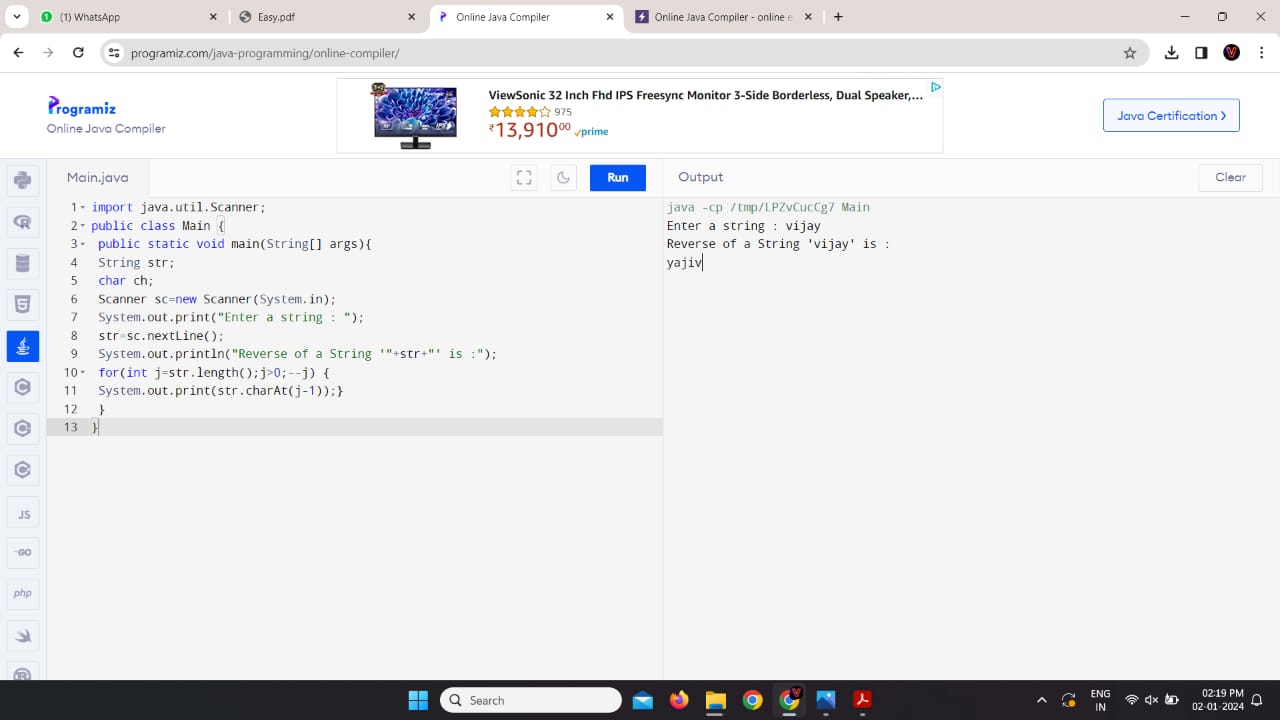 (1) WhatsApp
Easy.pdf
Online Java Compiler
Online Java Compiler - online e
programiz.com/java-programming/online-compiler/
Programiz
Online Java Compiler
ViewSonic 32 Inch Fhd IPS Freesync Monitor 3-Side Borderless, Dual Speaker,...
975
₹13,910.00 prime
Java Certification >
Main.java
Run
Output
Clear
1 import java.util.Scanner;
2 public class Main {
3 public static void main(String[] args){
4 String str;
5 char ch;
6 Scanner sc=new Scanner(System.in);
7 System.out.print("Enter a string : ");
8 str=sc.nextLine();
9 System.out.println("Reverse of a String '"+str+"' is :");
10 for(int j=str.length();j>0;--j) {
11 System.out.print(str.charAt(j-1));}
12 }
13 }
java -cp /tmp/LPZvCucCg7 Main
Enter a string : vijay
Reverse of a String 'vijay' is :
yajiv
JS
GO
php
Search
ENG
IN
02:19 PM
02-01-2024